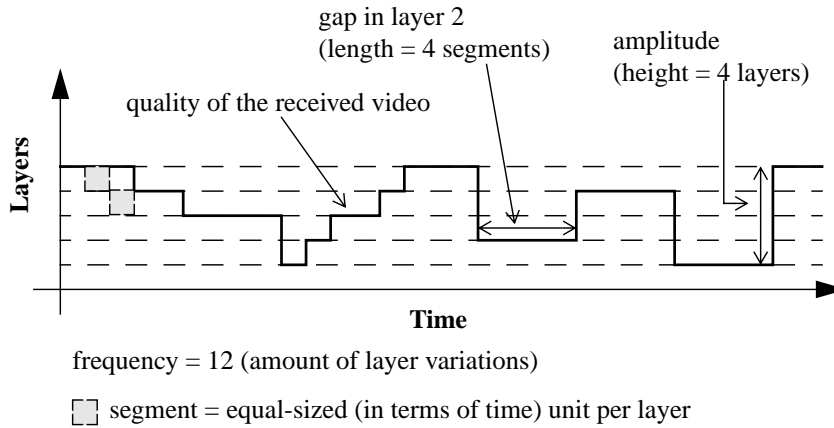 gap in layer 2
(length = 4 segments)
amplitude
(height = 4 layers)
quality of the received video
Layers
Time
frequency = 12 (amount of layer variations)
segment = equal-sized (in terms of time) unit per layer